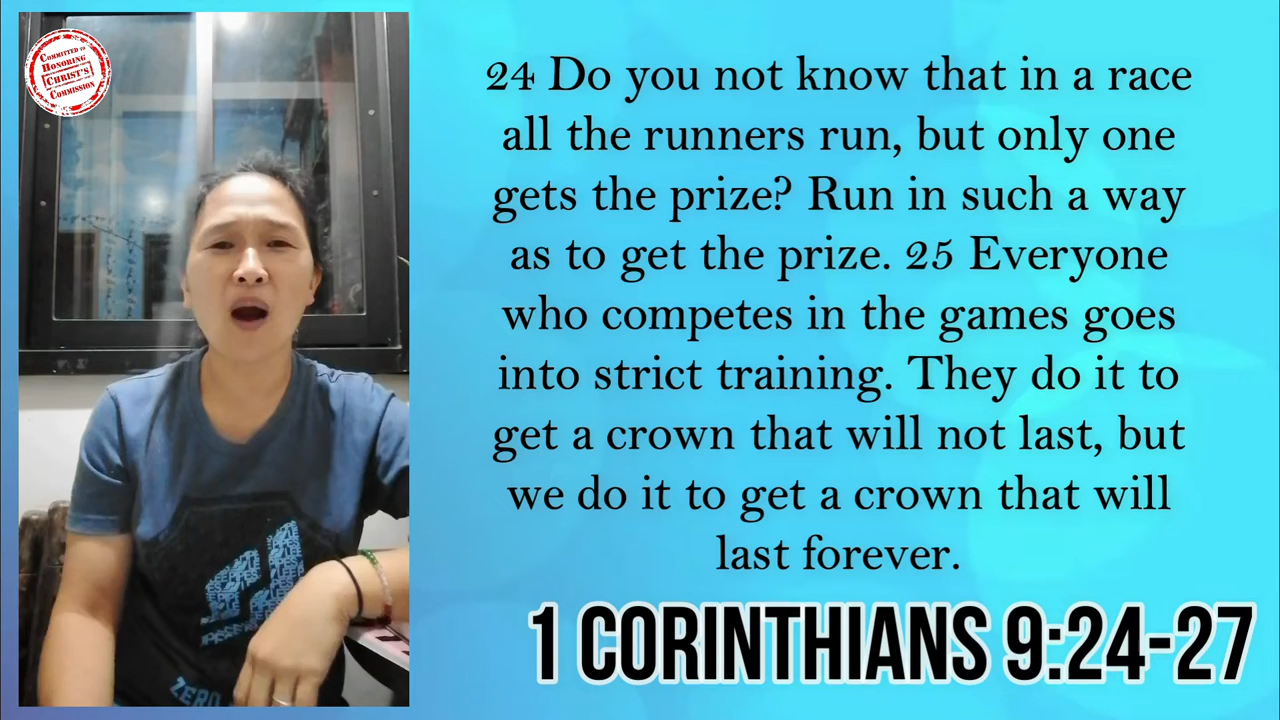 COMMITTED TO
HONORING
CHRIST'S
COMMISSION
24 Do you not know that in a race
all the runners run, but only one
gets the prize? Run in such a way
as to get the prize. 25 Everyone
who competes in the games goes
into strict training. They do it to
get a crown that will not last, but
we do it to get a crown that will
last forever.
1 CORINTHIANS 9:24-27
ZERO